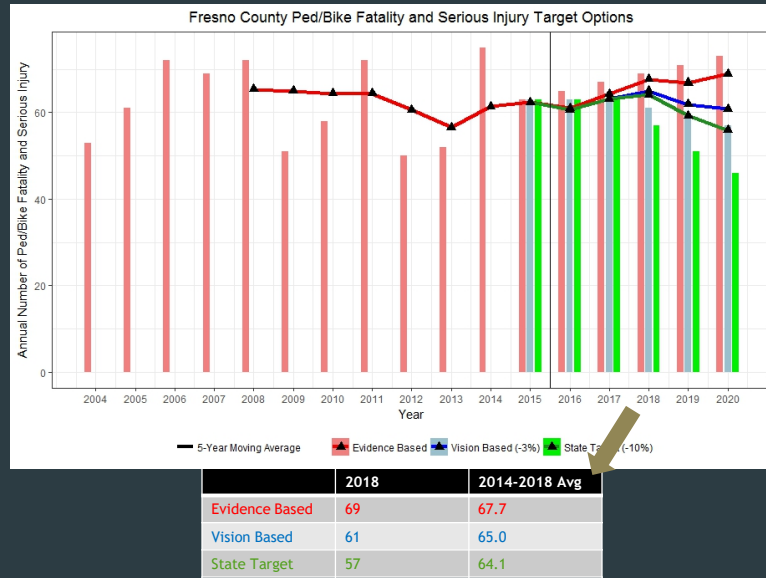 Fresno County Ped/Bike Fatality and Serious Injury Target Options
Annual Number of Ped/Bike Fatality and Serious Injury
60
40
20
0
2004 2005 2006 2007 2008 2009 2010 2011 2012 2013 2014 2015 2016 2017 2018 2019 2020
Year
5-Year Moving Average Evidence Based Vision Based (-3%) State (-10%)
2018 2014-2018 Avg
Evidence Based 69 67.7
Vision Based 61 65.0
State Target 57 64.1